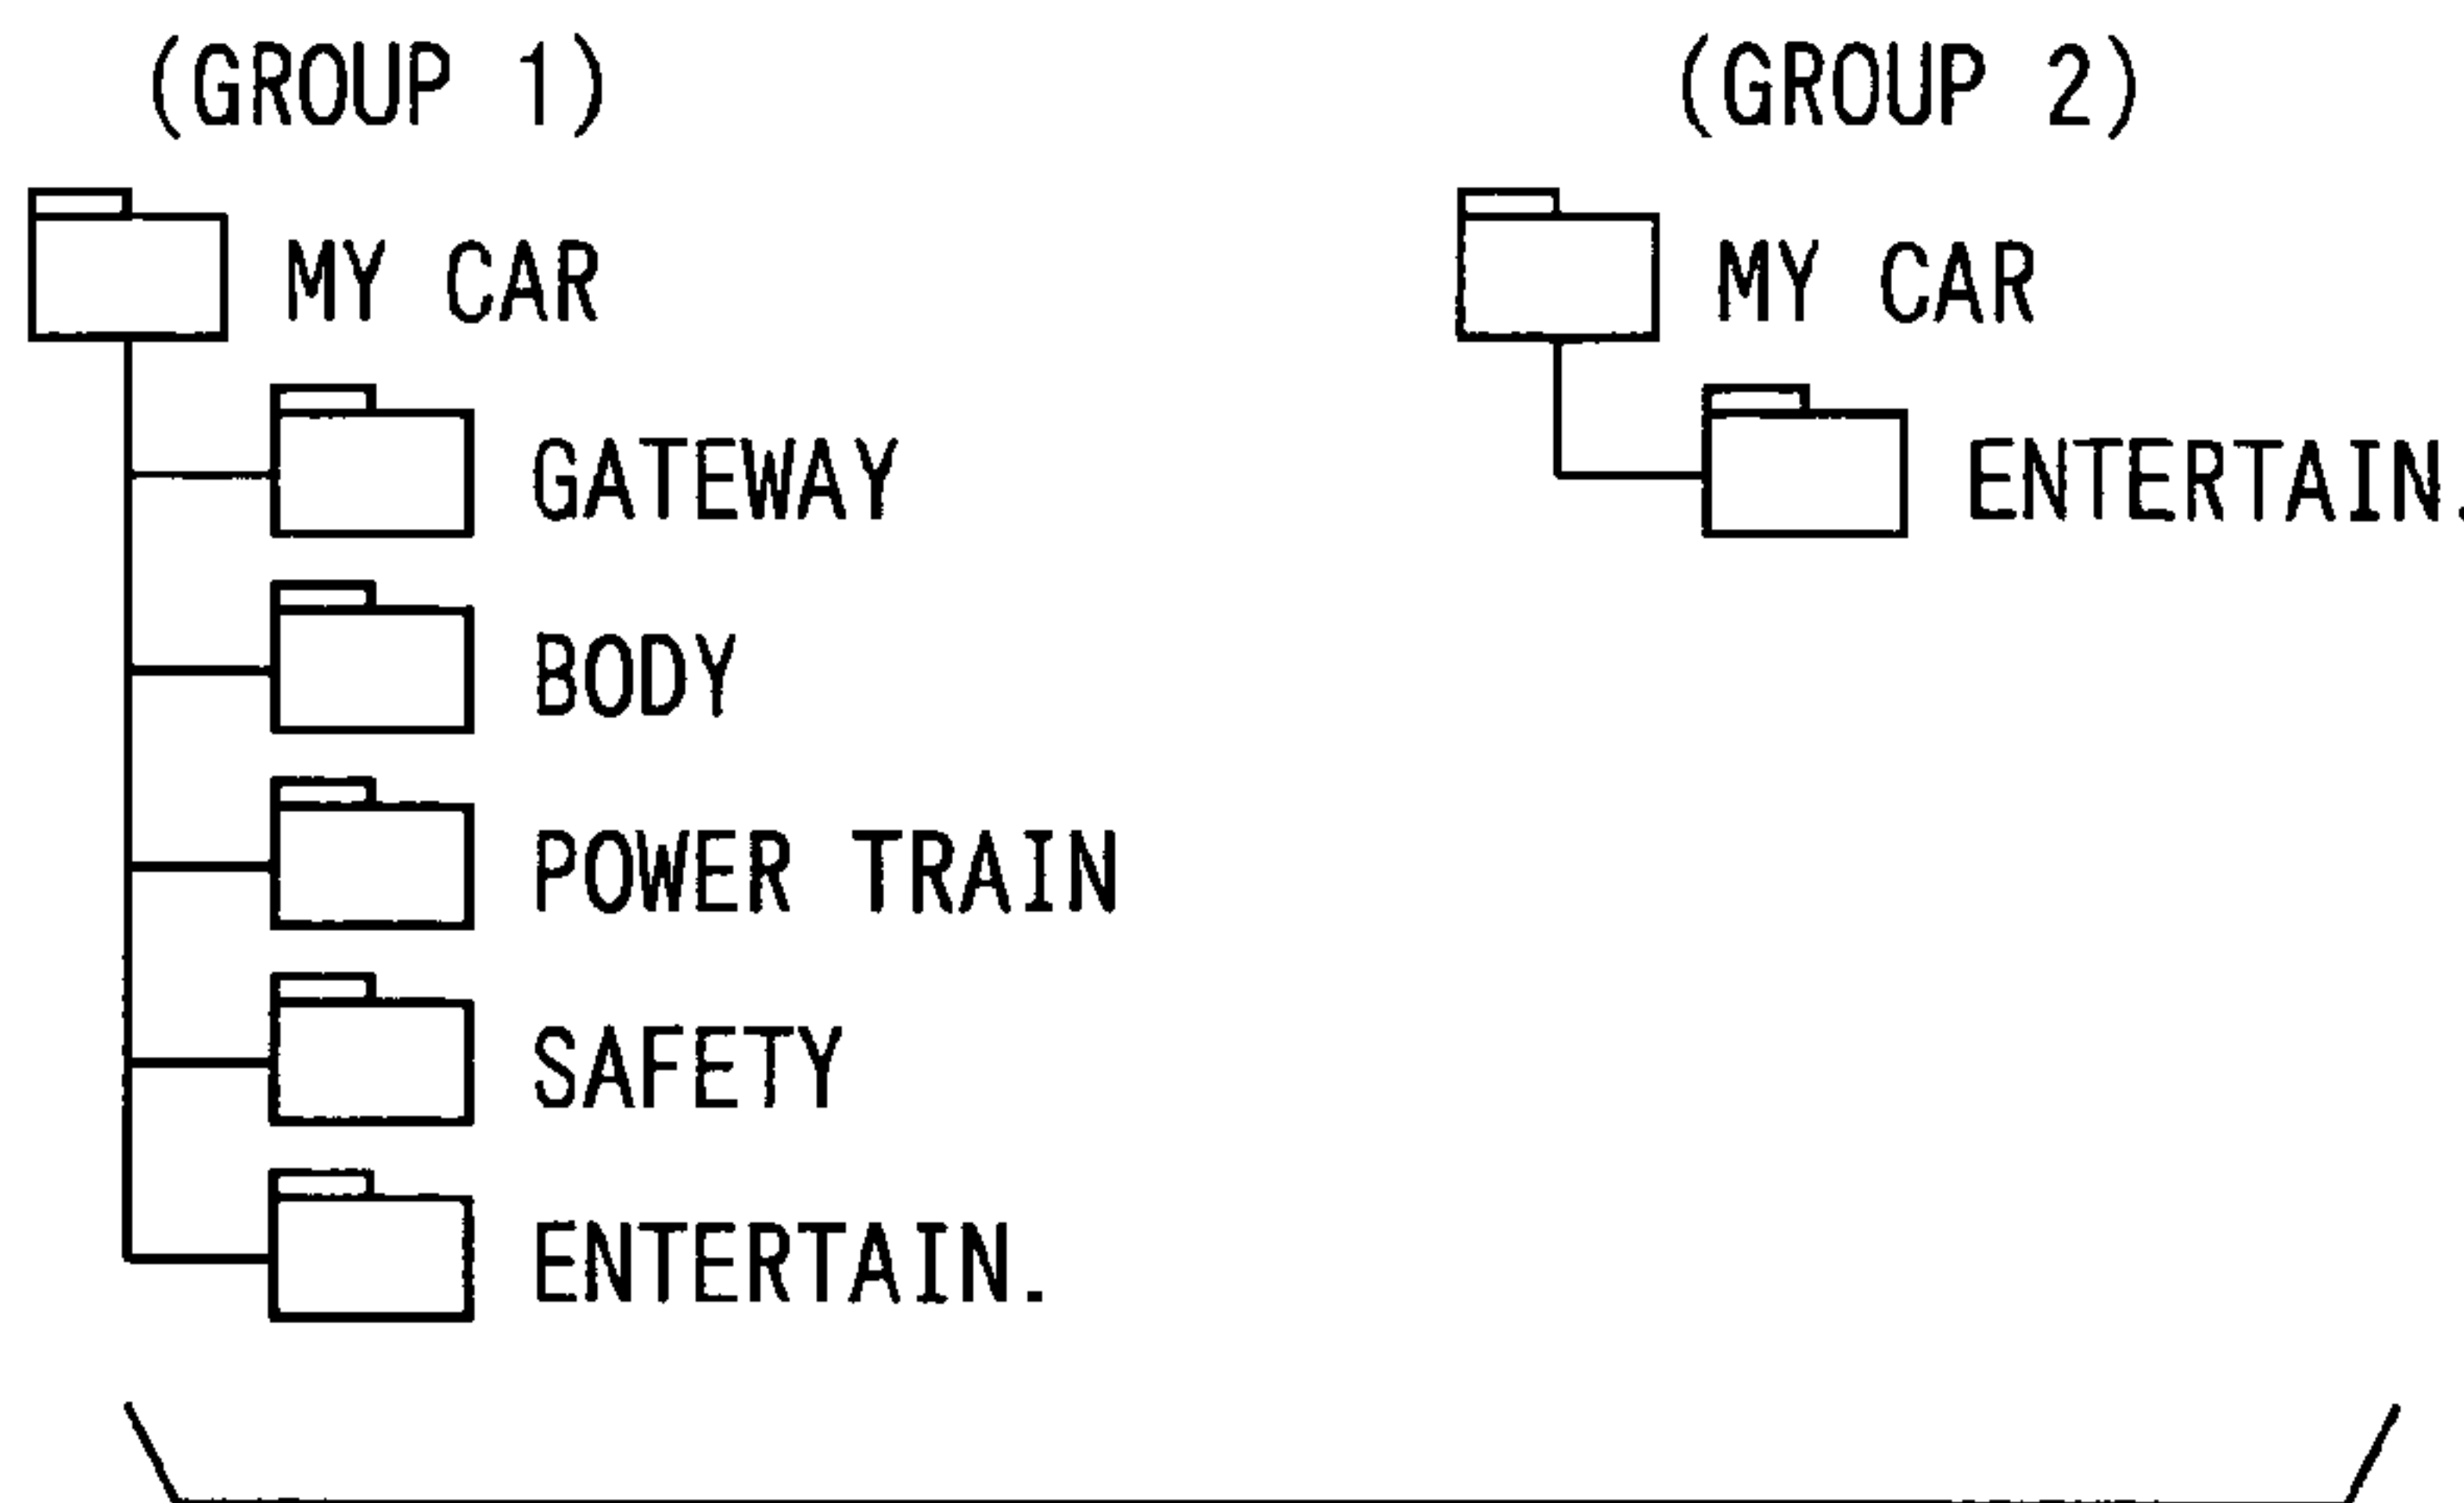 (GROUP 1)
MY CAR
GATEWAY
BODY
POWER TRAIN
SAFETY
ENTERTAIN.
(GROUP 2)
MY CAR
ENTERTAIN.